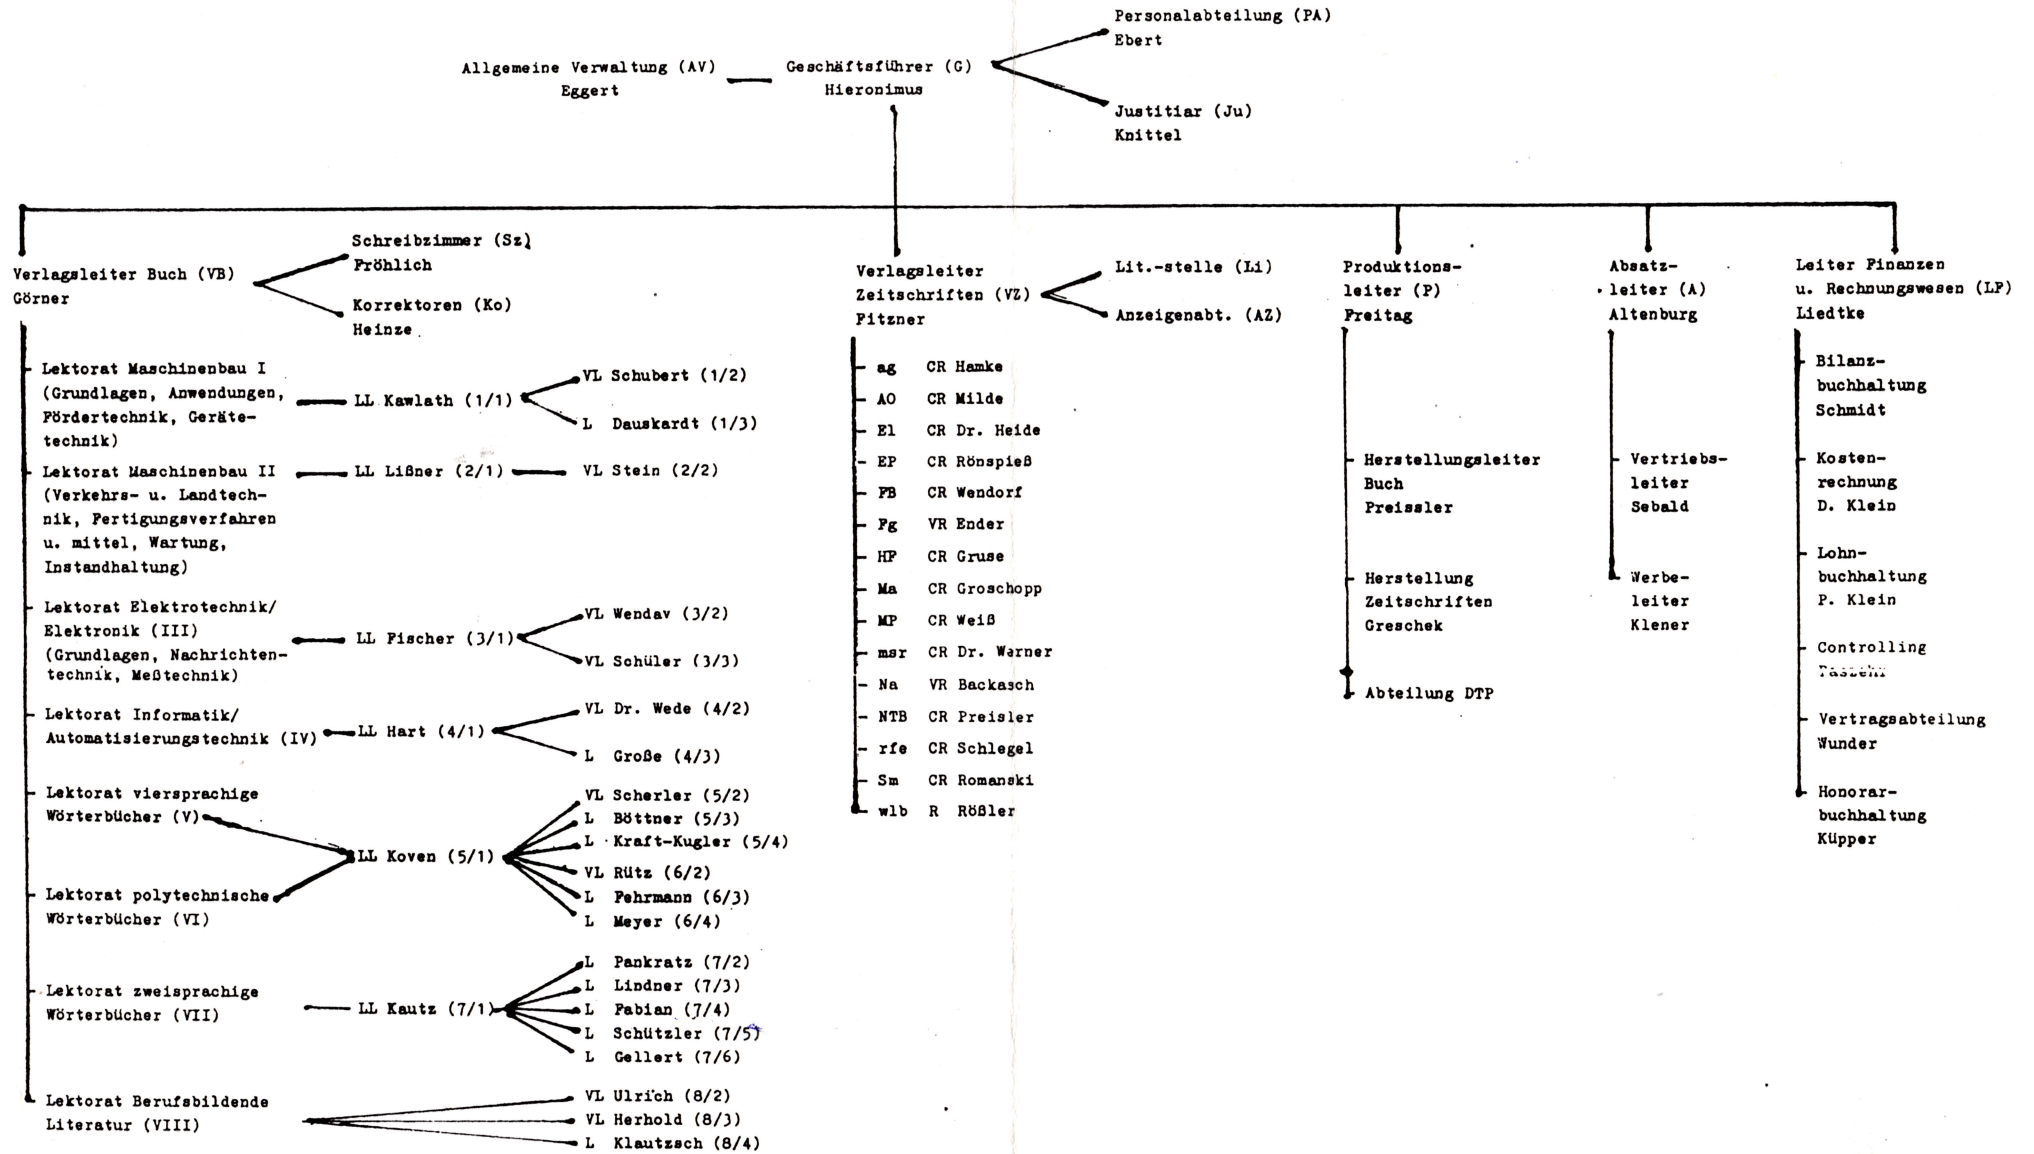 Personalabteilung (PA)
Ebert
Allgemeine Verwaltung (AV)
Eggert
Geschäftsführer (G)
Hieronimus
Justitiar (Ju)
Knittel
Verlagsleiter Buch (VB)
Görner
Schreibzimmer (Sz)
Fröhlich
Korrektoren (Ko)
Heinze
Lektorat Maschinenbau I
(Grundlagen, Anwendungen,
Fördertechnik, Geräte-
technik)
LL Kawlath (1/1)
VL Schubert (1/2)
L Dauskardt (1/3)
Lektorat Maschinenbau II
(Verkehrs- u. Landtech-
nik, Fertigungsverfahren
u. mittel, Wartung,
Instandhaltung)
LL Lißner (2/1)
VL Stein (2/2)
Lektorat Elektrotechnik/
Elektronik (III)
(Grundlagen, Nachrichten-
technik, Meßtechnik)
LL Fischer (3/1)
VL Wendav (3/2)
VL Schüler (3/3)
Lektorat Informatik/
Automatisierungstechnik (IV)
LL Hart (4/1)
VL Dr. Wede (4/2)
L Große (4/3)
Lektorat viersprachige
Wörterbücher (V)
Lektorat polytechnische
Wörterbücher (VI)
LL Koven (5/1)
VL Scherler (5/2)
L Böttner (5/3)
L Kraft-Kugler (5/4)
VL Rütz (6/2)
L Fehrmann (6/3)
L Meyer (6/4)
Lektorat zweisprachige
Wörterbücher (VII)
LL Kautz (7/1)
L Pankratz (7/2)
L Lindner (7/3)
L Fabian (7/4)
L Schützler (7/5)
L Gellert (7/6)
Lektorat Berufsbildende
Literatur (VIII)
VL Ulrich (8/2)
VL Herhold (8/3)
L Klautzsch (8/4)
Verlagsleiter
Zeitschriften (VZ)
Fitzner
Lit.-stelle (Li)
Anzeigenabt. (AZ)
ag CR Hamke
AO CR Milde
El CR Dr. Heide
EP CR Rönspieß
FB CR Wendorf
Fg VR Ender
HF CR Gruse
Ma CR Groschopp
MP CR Weiß
msr CR Dr. Warner
Na VR Backasch
NTB CR Preisler
rfe CR Schlegel
Sm CR Romanski
wlb R Rößler
Produktions-
leiter (P)
Freitag
Herstellungsleiter
Buch
Preissler
Herstellung
Zeitschriften
Greschek
Abteilung DTP
Absatz-
leiter (A)
Altenburg
Vertriebs-
leiter
Sebald
Werbe-
leiter
Klener
Leiter Finanzen
u. Rechnungswesen (LF)
Liedtke
Bilanz-
buchhaltung
Schmidt
Kosten-
rechnung
D. Klein
Lohn-
buchhaltung
P. Klein
Controlling
Vertragsabteilung
Wunder
Honorar-
buchhaltung
Küpper